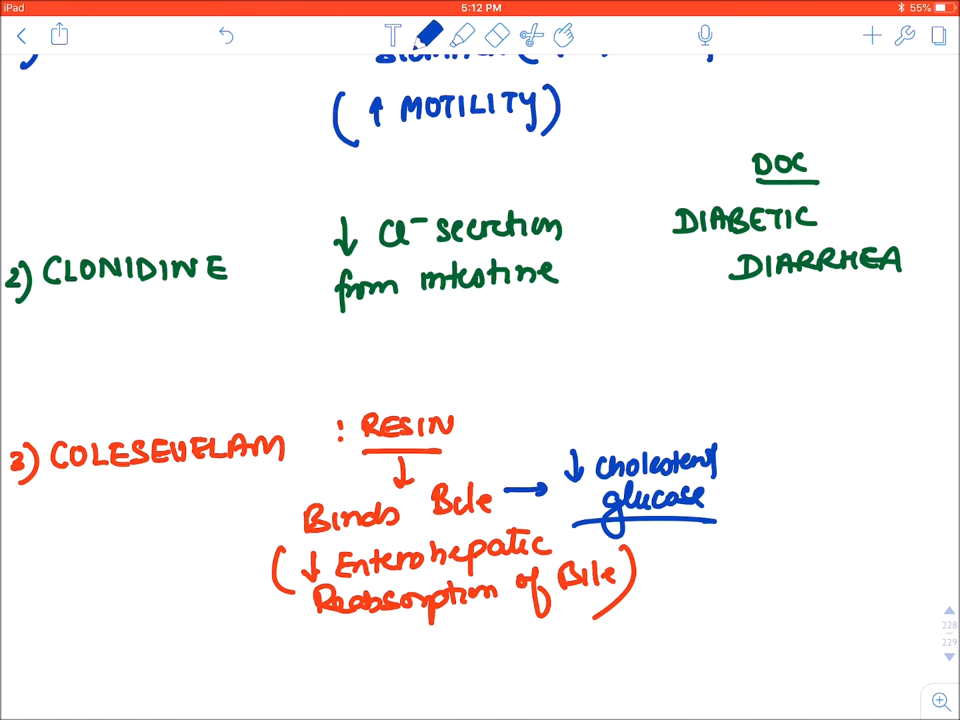 iPad
5:12 PM
55%
T
( ↑ MOTILITY)
DOC
2) CLONIDINE
↓ Cl⁻ secretion
from intestine
DIABETIC
DIARRHEA
3) COLESEVELAM
: RESIN
↓
Binds Bile → ↓ cholesterol
glucose
( ↓ Enterohepatic
Reabsorption of Bile)
228
229